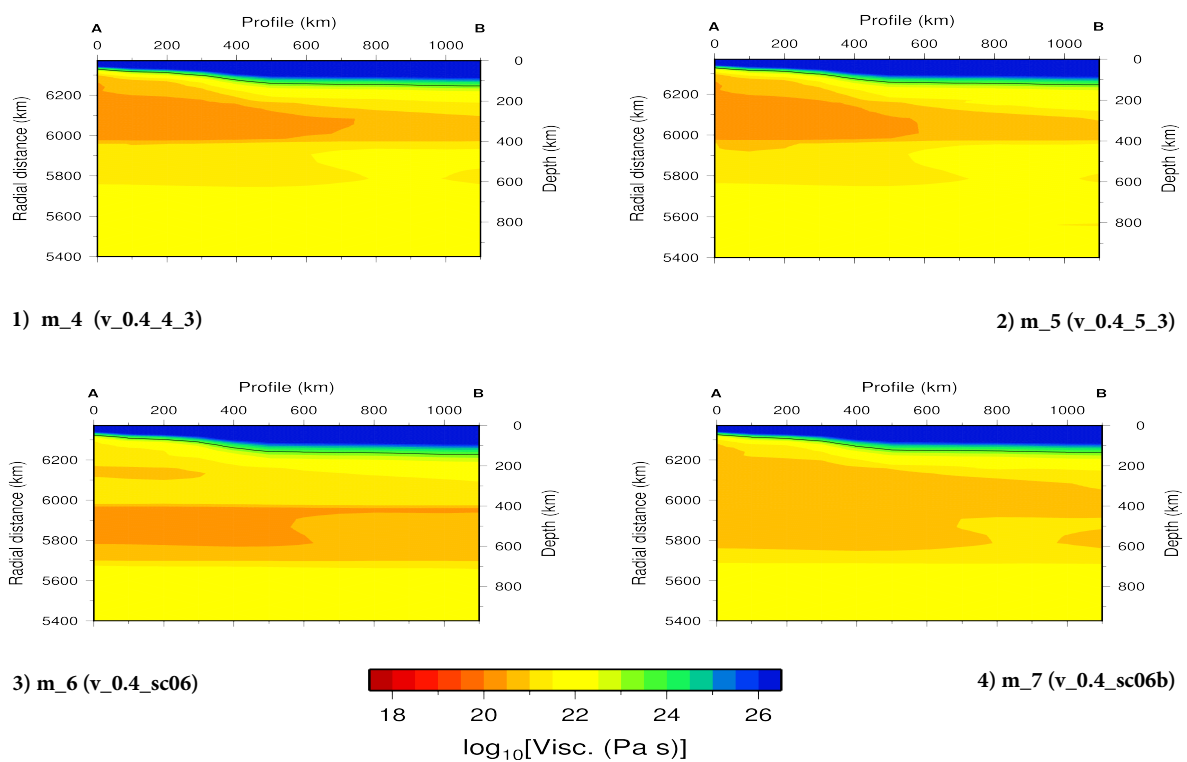 Profile (km)
A B
0 200 400 600 800 1000
Radial distance (km)
6200
6000
5800
5600
5400
0
200
400
600
800
Depth (km)
1) m_4 (v_0.4_4_3)
Profile (km)
A B
0 200 400 600 800 1000
Radial distance (km)
6200
6000
5800
5600
5400
0
200
400
600
800
Depth (km)
2) m_5 (v_0.4_5_3)
Profile (km)
A B
0 200 400 600 800 1000
Radial distance (km)
6200
6000
5800
5600
5400
0
200
400
600
800
Depth (km)
3) m_6 (v_0.4_sc06)
Profile (km)
A B
0 200 400 600 800 1000
Radial distance (km)
6200
6000
5800
5600
5400
0
200
400
600
800
Depth (km)
4) m_7 (v_0.4_sc06b)
18 20 22 24 26
log₁₀[Visc. (Pa s)]